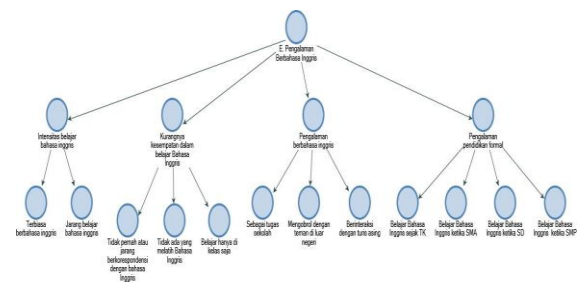 E. Pengalaman
Berbahasa Inggris
Intensitas belajar
bahasa inggris
Kurangnya
kesempatan dalam
belajar Bahasa
Inggris
Pengalaman
berbahasa inggris
Pengalaman
pendidikan formal
Terbiasa
berbahasa inggris
Jarang belajar
bahasa inggris
Tidak pernah atau
jarang
berkorespondensi
dengan bahasa
Inggris
Tidak ada yang
melatih Bahasa
Inggris
Belajar hanya di
kelas saja
Sebagai tugas
sekolah
Mengobrol dengan
teman di luar
negeri
Berinteraksi
dengan turis asing
Belajar Bahasa
Inggris sejak TK
Belajar Bahasa
Inggris ketika SMA
Belajar Bahasa
Inggris ketika SD
Belajar Bahasa
Inggris ketika SMP